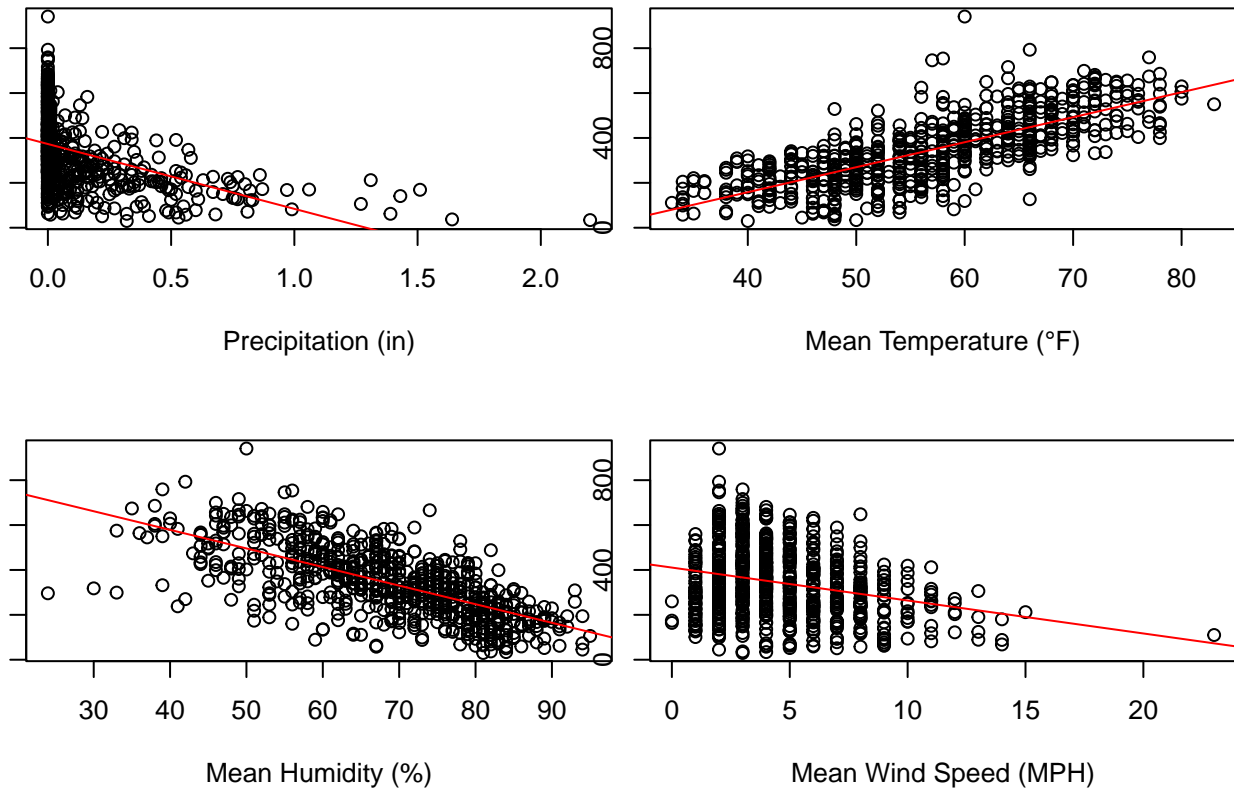 0 400 800
0.0 0.5 1.0 1.5 2.0
Precipitation (in)
40 50 60 70 80
Mean Temperature (°F)
0 400 800
30 40 50 60 70 80 90
Mean Humidity (%)
0 5 10 15 20
Mean Wind Speed (MPH)